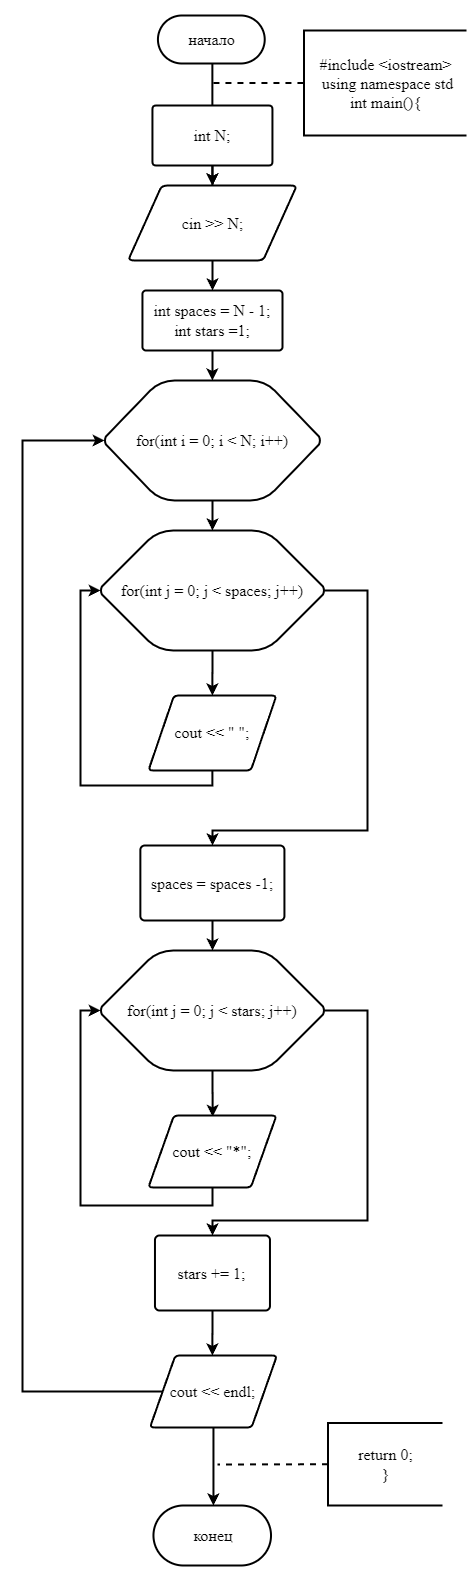 начало
#include <iostream>
using namespace std
int main(){
int N;
cin >> N;
int spaces = N - 1;
int stars =1;
for(int i = 0; i < N; i++)
for(int j = 0; j < spaces; j++)
cout << " ";
spaces = spaces -1;
for(int j = 0; j < stars; j++)
cout << "*";
stars += 1;
cout << endl;
return 0;
}
конец